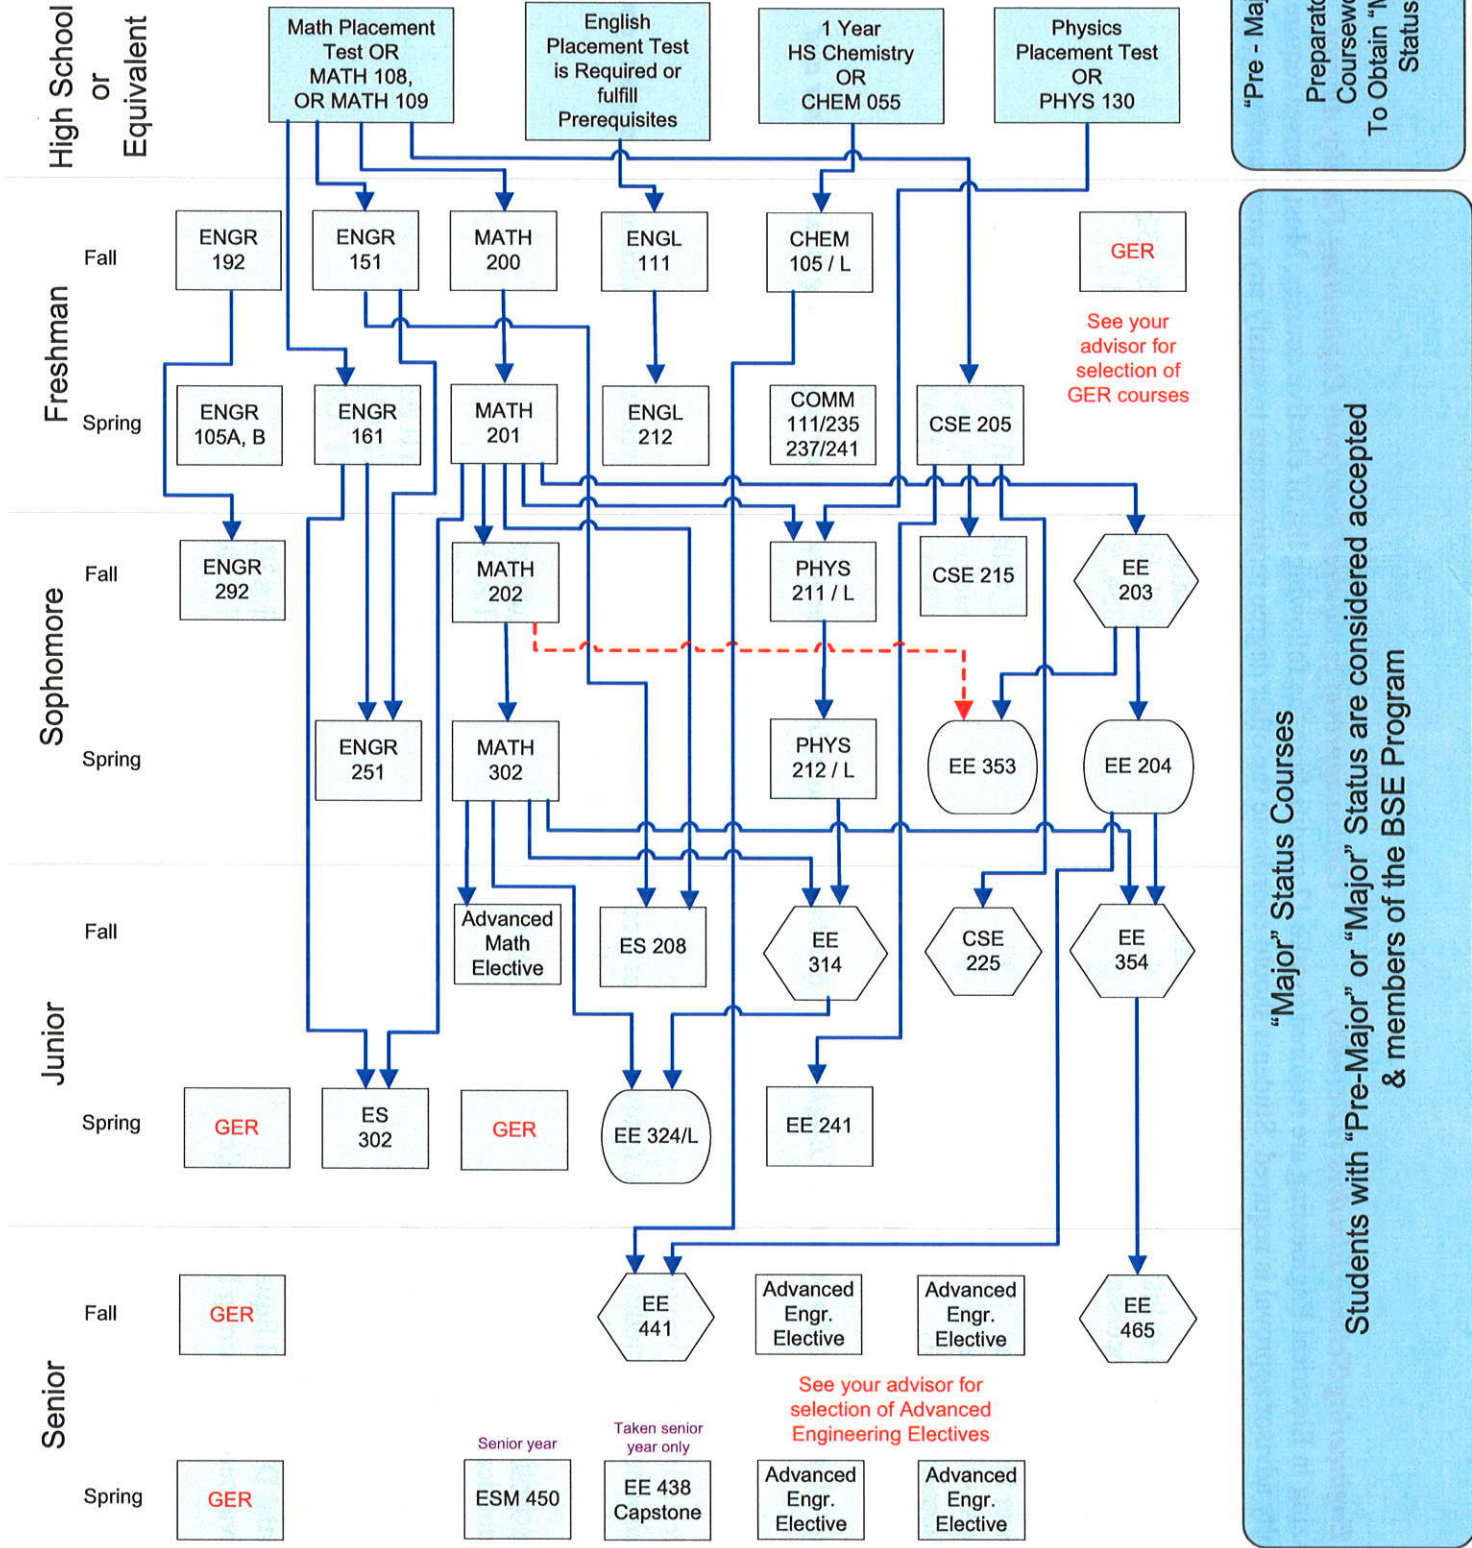 High School
or
Equivalent
Math Placement
Test OR
MATH 108,
OR MATH 109
English
Placement Test
is Required or
fulfill
Prerequisites
1 Year
HS Chemistry
OR
CHEM 055
Physics
Placement Test
OR
PHYS 130
"Pre - Maj
Preparato
Coursewo
To Obtain "M
Status
Freshman
Fall
ENGR
192
ENGR
151
MATH
200
ENGL
111
CHEM
105 / L
GER
See your
advisor for
selection of
GER courses
Spring
ENGR
105A, B
ENGR
161
MATH
201
ENGL
212
COMM
111/235
237/241
CSE 205
Sophomore
Fall
ENGR
292
MATH
202
PHYS
211 / L
CSE 215
EE
203
Spring
ENGR
251
MATH
302
PHYS
212 / L
EE 353
EE 204
Junior
Fall
Advanced
Math
Elective
ES 208
EE
314
CSE
225
EE
354
Spring
GER
ES
302
GER
EE 324/L
EE 241
Senior
Fall
GER
EE
441
Advanced
Engr.
Elective
Advanced
Engr.
Elective
EE
465
See your advisor for
selection of Advanced
Engineering Electives
Spring
GER
Senior year
ESM 450
Taken senior
year only
EE 438
Capstone
Advanced
Engr.
Elective
Advanced
Engr.
Elective
"Major" Status Courses
Students with "Pre-Major" or "Major" Status are considered accepted
& members of the BSE Program